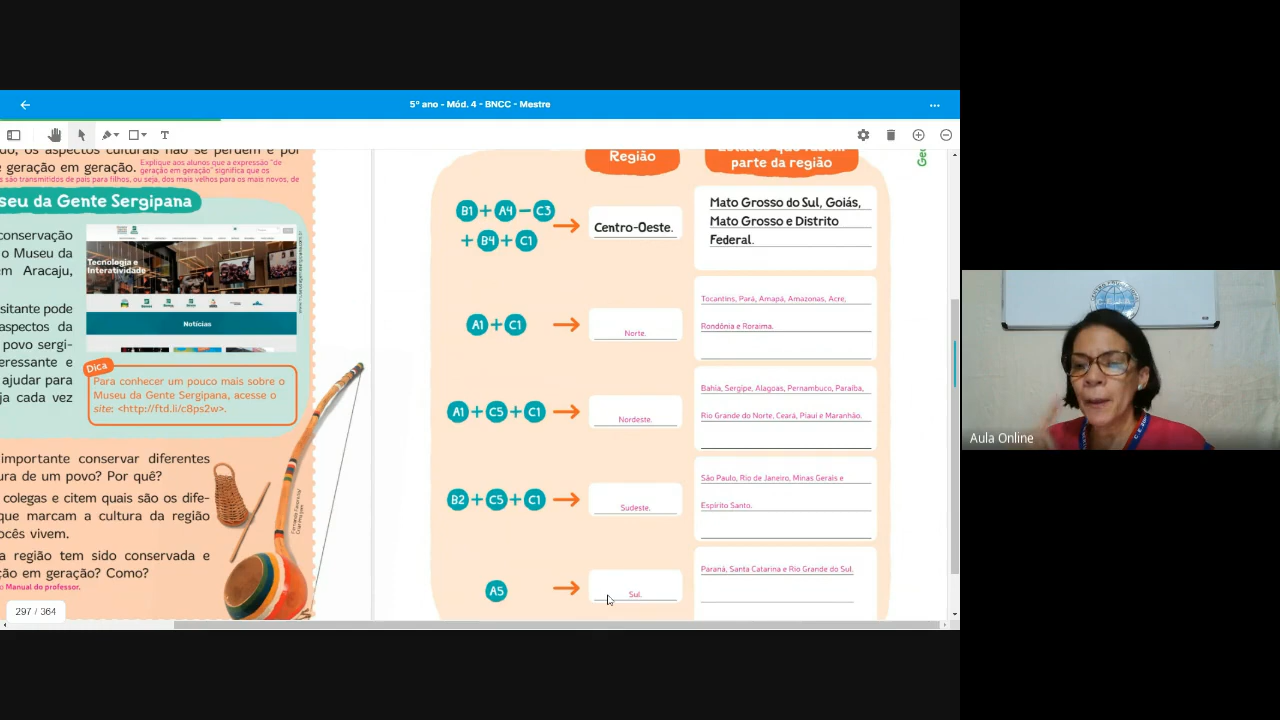 5º ano - Mód. 4 - BNCC - Mestre
T
do, os aspectos culturais não se perdem e por
e geração em geração.
Explique aos alunos que a expressão "de
geração em geração" significa que os
s são transmitidos de pais para filhos, ou seja, dos mais velhos para os mais novos, de
seu da Gente Sergipana
conservação
o Museu da
em Aracaju,
sitante pode
aspectos da
povo sergi-
eressante e
ajudar para
ja cada vez
Tecnologia e
Interatividade
Notícias
Dica
Para conhecer um pouco mais sobre o
Museu da Gente Sergipana, acesse o
site: <http://ftd.li/c8ps2w>.
importante conservar diferentes
ura de um povo? Por quê?
colegas e citem quais são os dife-
que marcam a cultura da região
ocês vivem.
a região tem sido conservada e
ção em geração? Como?
o Manual do professor.
297 / 364
Região
Estados que fazem
parte da região
B1 + A4 − C3
+ B4 + C1
Centro-Oeste.
Mato Grosso do Sul, Goiás,
Mato Grosso e Distrito
Federal.
A1 + C1
Norte.
Tocantins, Pará, Amapá, Amazonas, Acre,
Rondônia e Roraima.
A1 + C5 + C1
Nordeste.
Bahia, Sergipe, Alagoas, Pernambuco, Paraíba,
Rio Grande do Norte, Ceará, Piauí e Maranhão.
B2 + C5 + C1
Sudeste.
São Paulo, Rio de Janeiro, Minas Gerais e
Espírito Santo.
A5
Sul.
Paraná, Santa Catarina e Rio Grande do Sul.
Ge
Aula Online